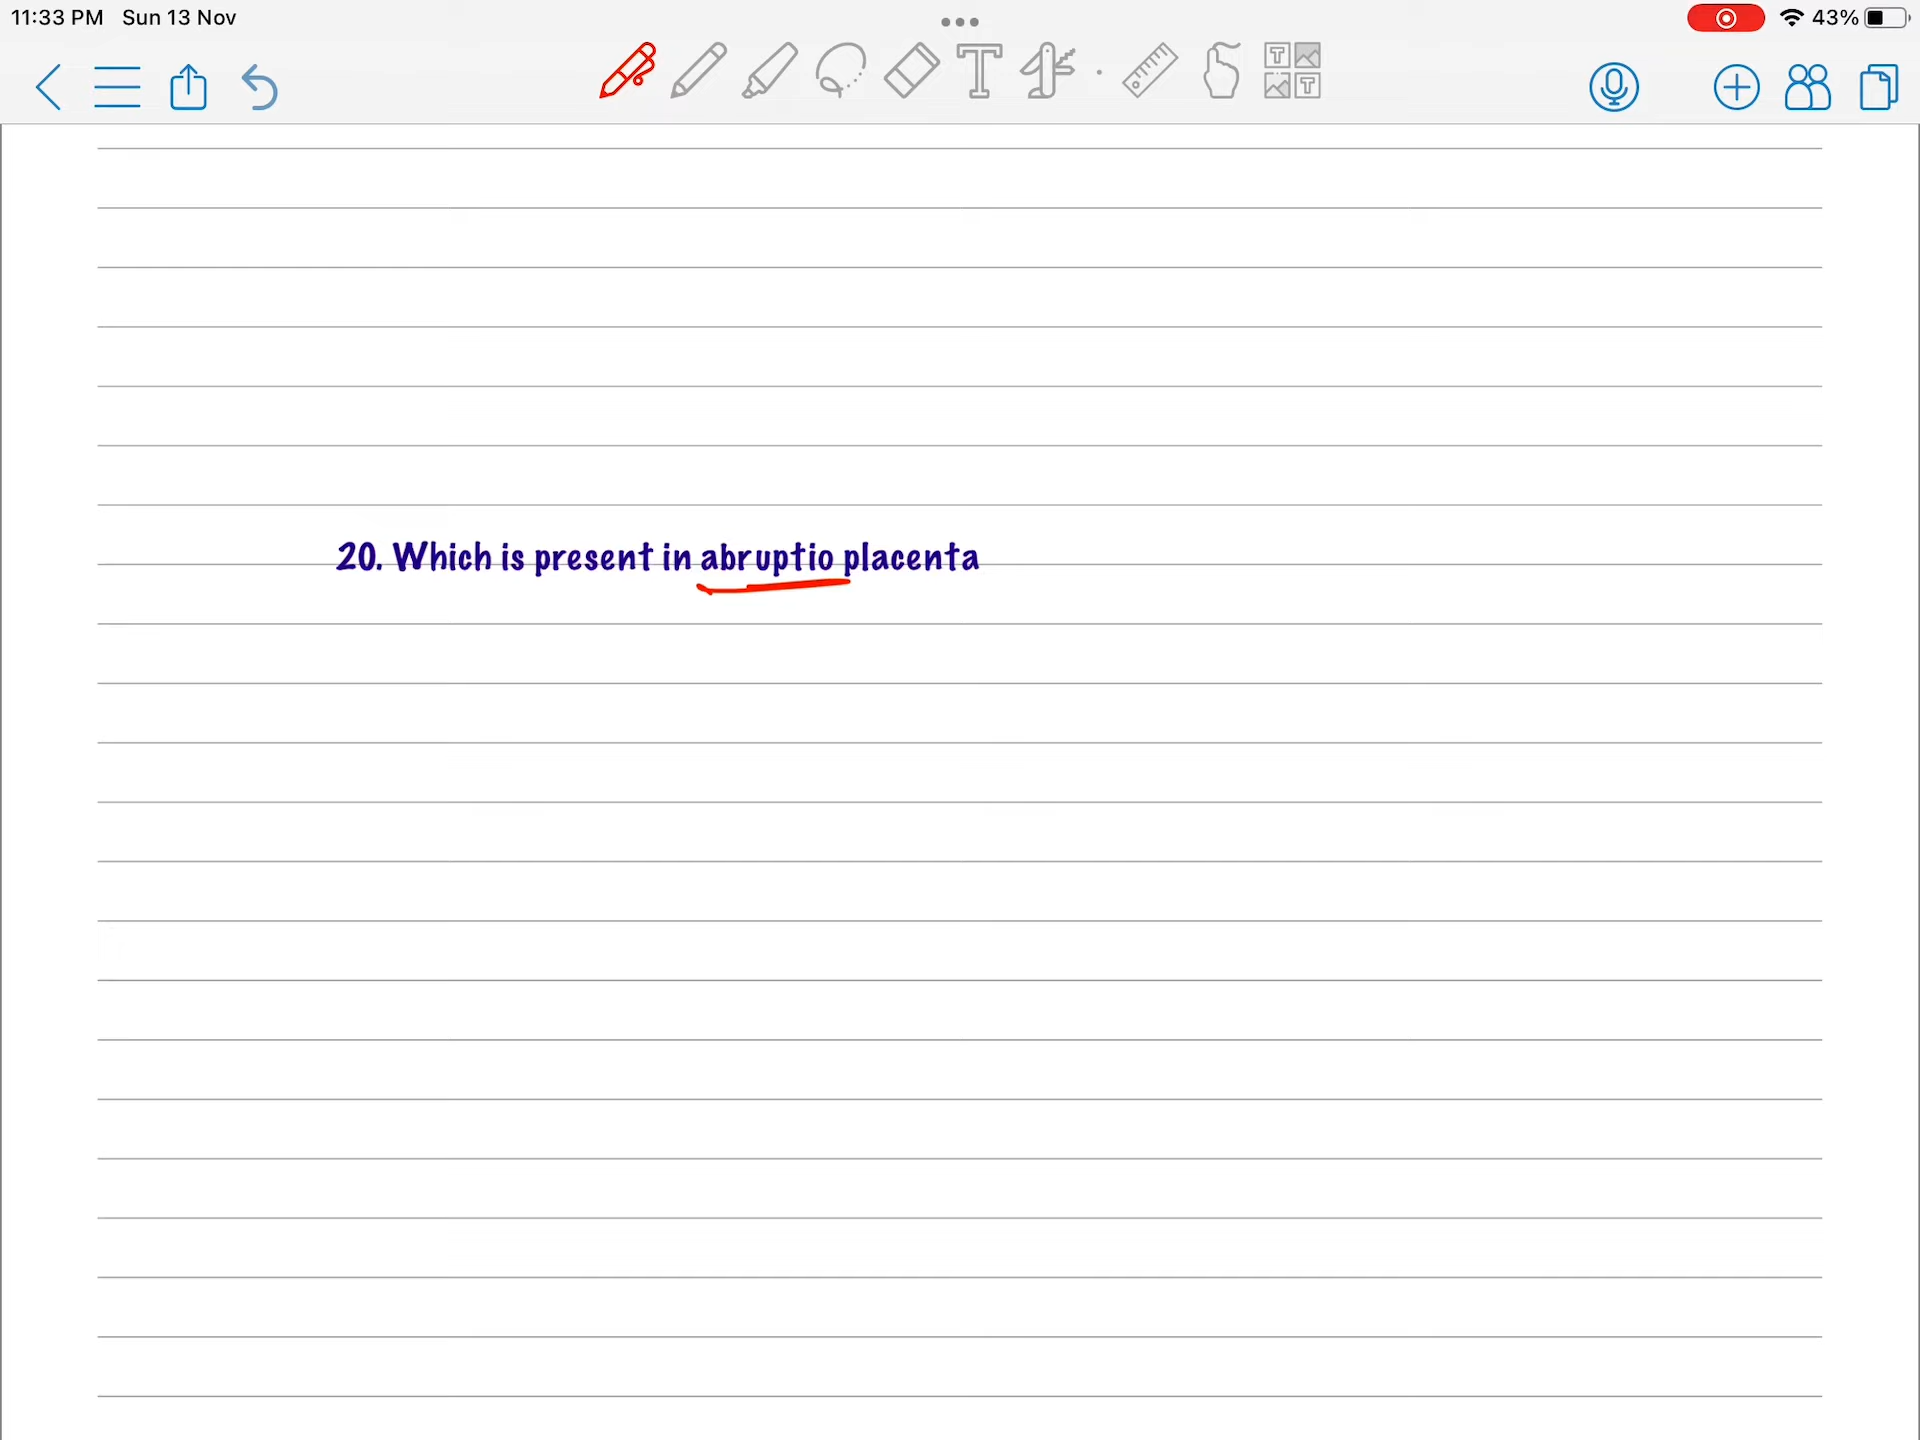 11:33 PM Sun 13 Nov
43%
20. Which is present in abruptio placenta